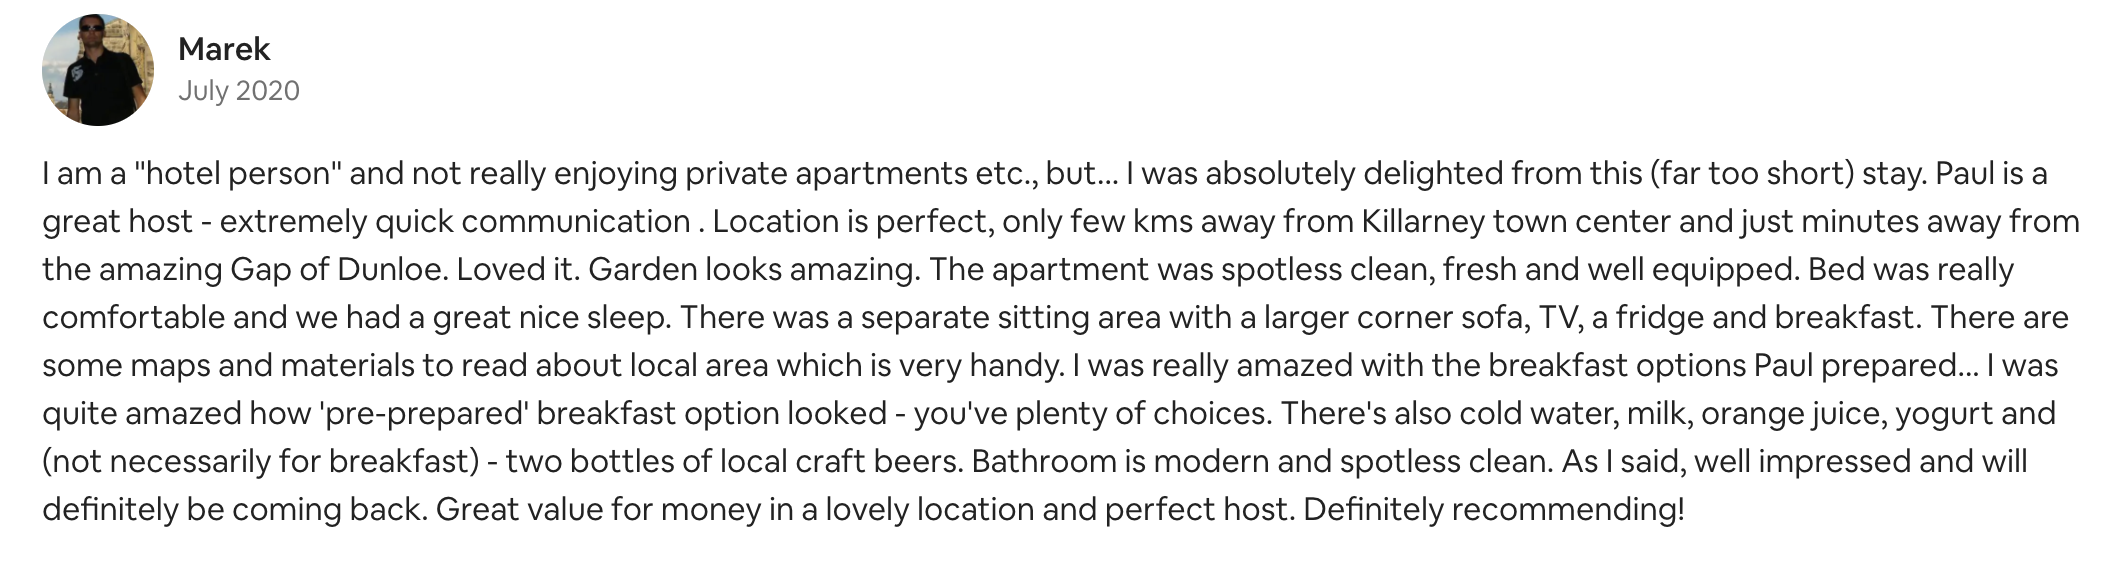 Marek
July 2020
I am a "hotel person" and not really enjoying private apartments etc., but... I was absolutely delighted from this (far too short) stay. Paul is a
great host - extremely quick communication . Location is perfect, only few kms away from Killarney town center and just minutes away from
the amazing Gap of Dunloe. Loved it. Garden looks amazing. The apartment was spotless clean, fresh and well equipped. Bed was really
comfortable and we had a great nice sleep. There was a separate sitting area with a larger corner sofa, TV, a fridge and breakfast. There are
some maps and materials to read about local area which is very handy. I was really amazed with the breakfast options Paul prepared... I was
quite amazed how 'pre-prepared' breakfast option looked - you've plenty of choices. There's also cold water, milk, orange juice, yogurt and
(not necessarily for breakfast) - two bottles of local craft beers. Bathroom is modern and spotless clean. As I said, well impressed and will
definitely be coming back. Great value for money in a lovely location and perfect host. Definitely recommending!